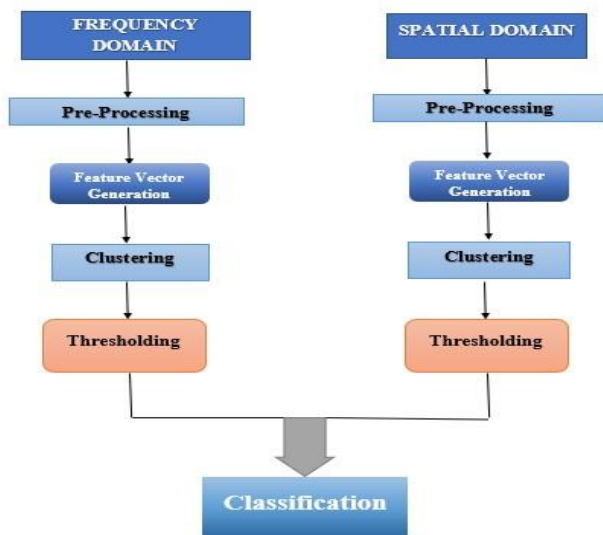 FREQUENCY
DOMAIN
Pre-Processing
Feature Vector
Generation
Clustering
Thresholding
SPATIAL DOMAIN
Pre-Processing
Feature Vector
Generation
Clustering
Thresholding
Classification